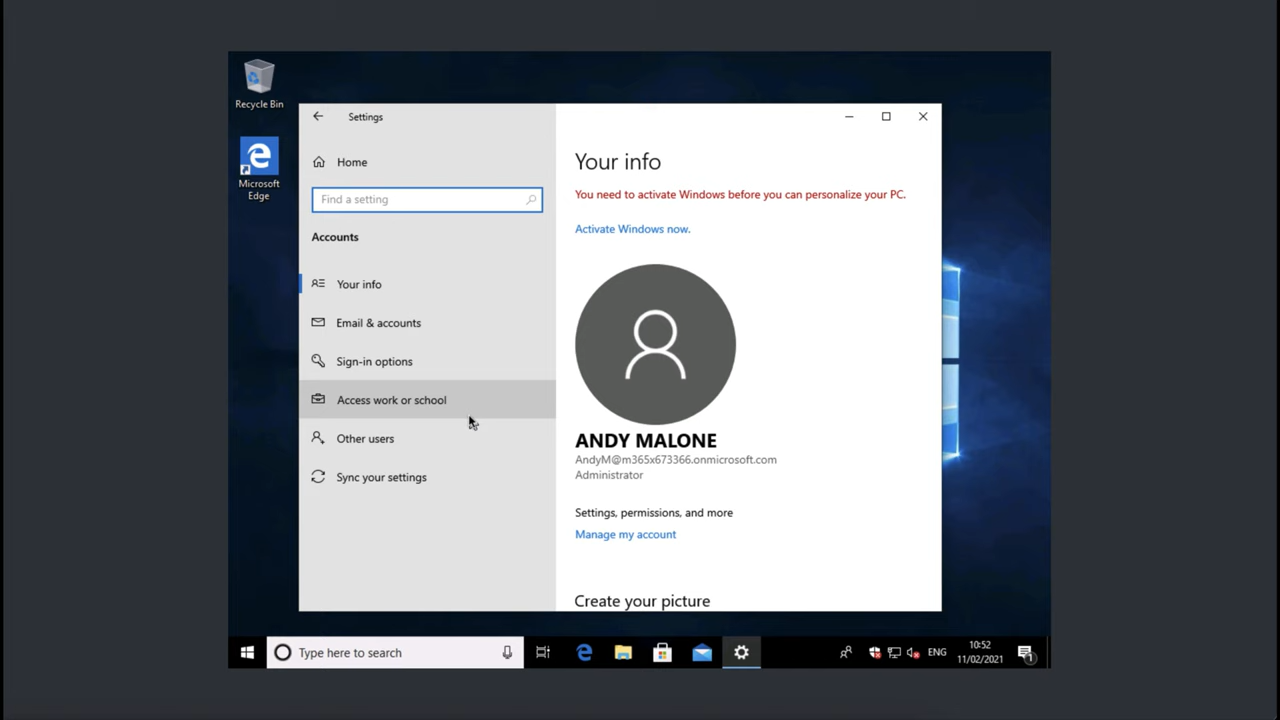 Recycle Bin
Microsoft
Edge
Settings
Home
Find a setting
Accounts
Your info
Email & accounts
Sign-in options
Access work or school
Other users
Sync your settings
Your info
You need to activate Windows before you can personalize your PC.
Activate Windows now.
ANDY MALONE
AndyM@m365x673366.onmicrosoft.com
Administrator
Settings, permissions, and more
Manage my account
Create your picture
Type here to search
ENG
10:52
11/02/2021
1